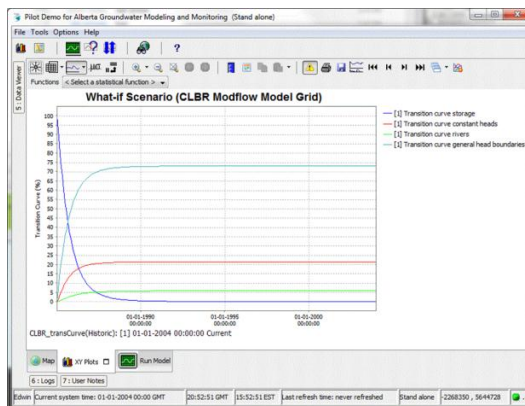 Pilot Demo for Alberta Groundwater Modeling and Monitoring (Stand alone)
File Tools Options Help
5 : Data Viewer
Functions < Select a statistical function >
What-if Scenario (CLBR Modflow Model Grid)
Transition Curve (%)
100
95
90
85
80
75
70
65
60
55
50
45
40
35
30
25
20
15
10
5
0
[1] Transition curve storage
[1] Transition curve constant heads
[1] Transition curve rivers
[1] Transition curve general head boundaries
01-01-1990 01-01-1995 01-01-2000
00:00:00 00:00:00 00:00:00
CLBR_transCurve(Historic): [1] 01-01-2004 00:00:00 Current
Map XY Plots Run Model
6 : Logs 7 : User Notes
Edwin Current system time: 01-01-2004 00:00 GMT 20:52:51 GMT 15:52:51 EST Last refresh time: never refreshed Stand alone -2268350 , 5644728